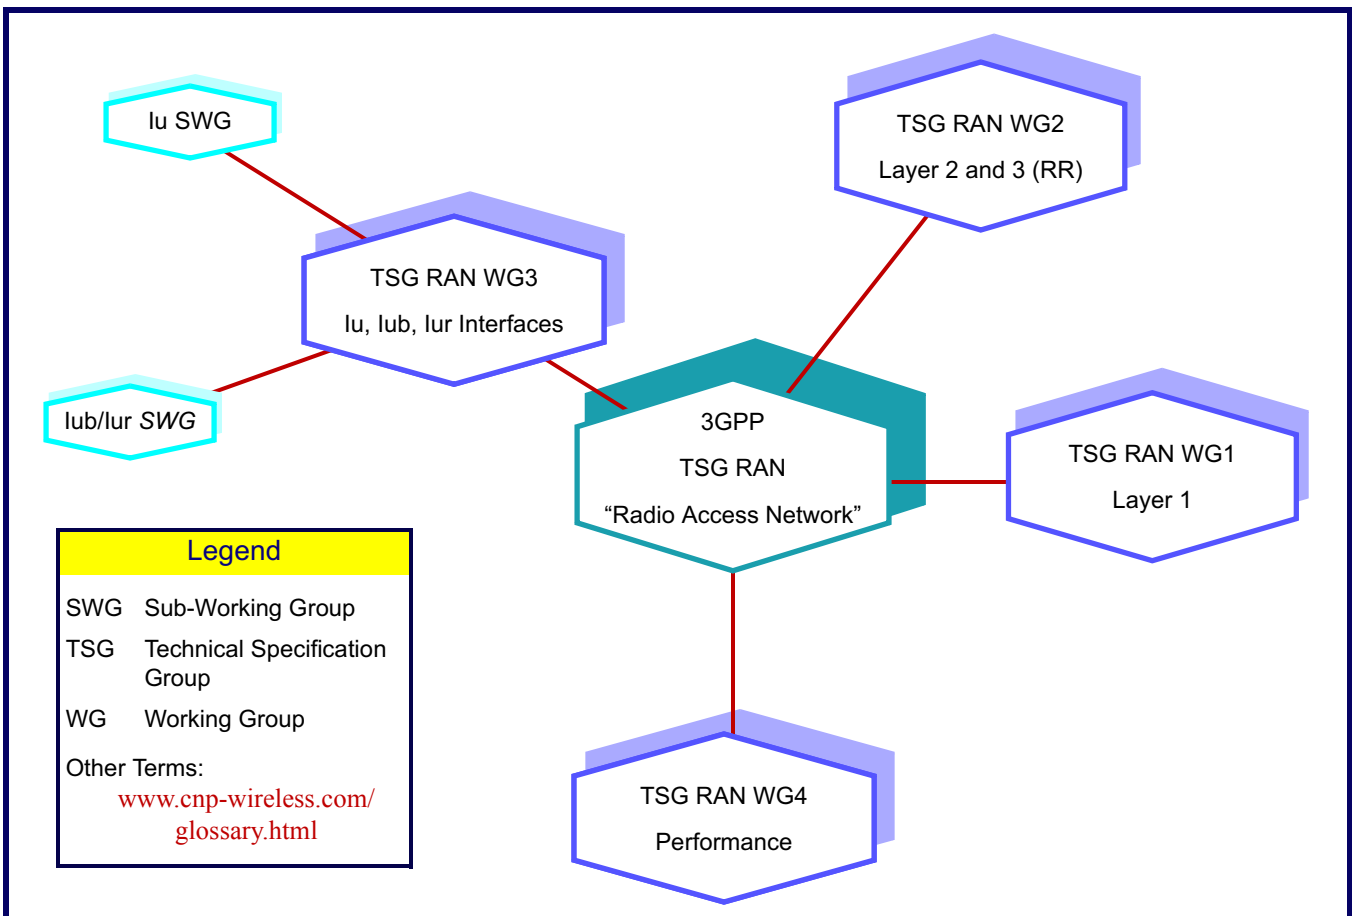 Iu SWG
TSG RAN WG2
Layer 2 and 3 (RR)
TSG RAN WG3
Iu, Iub, Iur Interfaces
Iub/Iur SWG
3GPP
TSG RAN
“Radio Access Network”
TSG RAN WG1
Layer 1
Legend
SWG Sub-Working Group
TSG Technical Specification
Group
WG Working Group
Other Terms:
www.cnp-wireless.com/
glossary.html
TSG RAN WG4
Performance